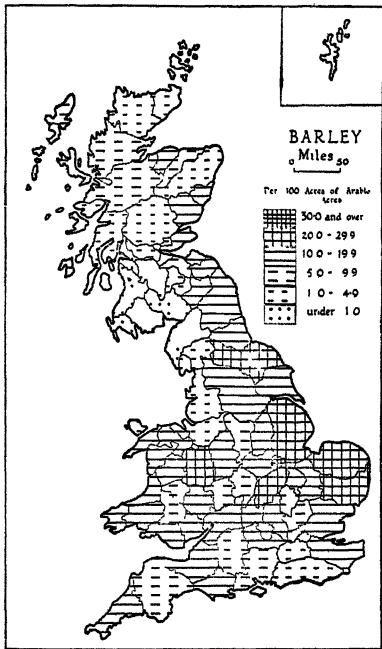 BARLEY
Miles
0 50
Per 100 Acres of Arable
Acres
30·0 and over
20·0 - 29·9
10·0 - 19·9
5·0 - 9·9
1·0 - 4·9
under 1·0